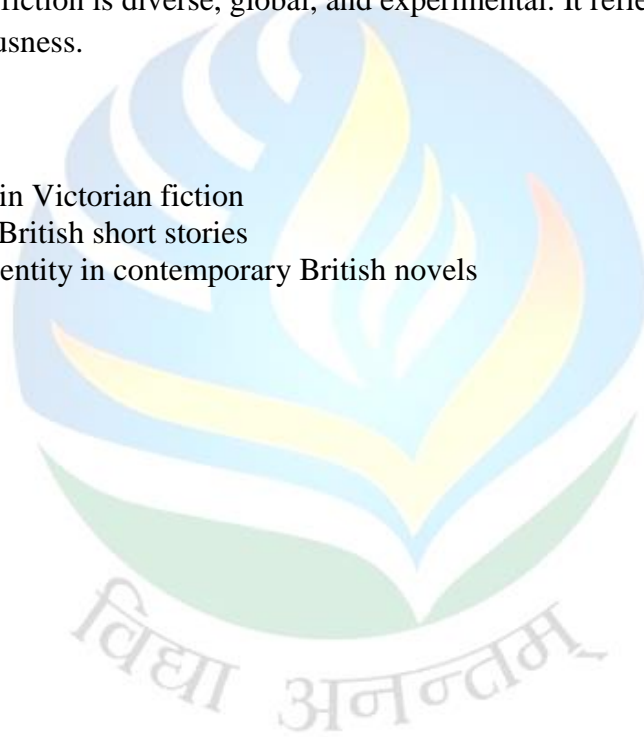 fiction is diverse, global, and experimental. It refle
usness.
in Victorian fiction
British short stories
entity in contemporary British novels
विद्या अनन्तम्